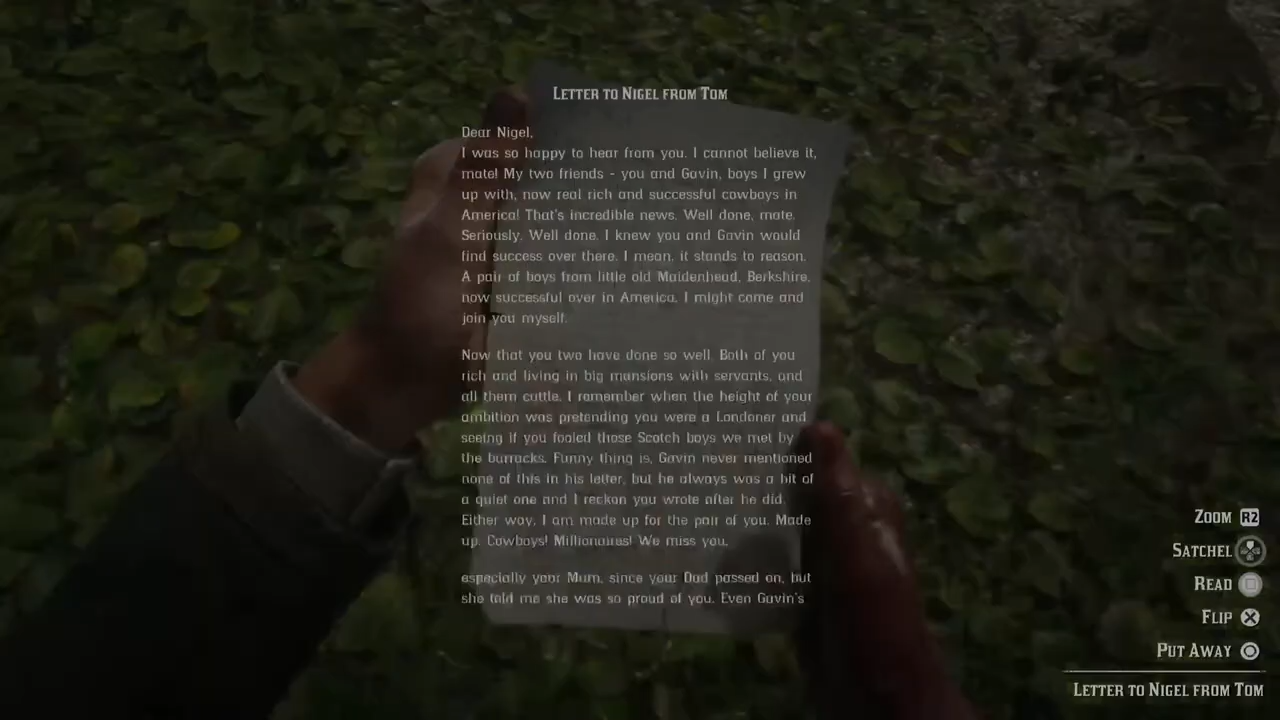 LETTER TO NIGEL FROM TOM
Dear Nigel,
I was so happy to hear from you. I cannot believe it,
mate! My two friends - you and Gavin, boys I grew
up with, now real rich and successful cowboys in
America! That's incredible news. Well done, mate.
Seriously. Well done. I knew you and Gavin would
find success over there. I mean, it stands to reason.
A pair of boys from little old Maidenhead, Berkshire,
now successful over in America. I might come and
join you myself.
Now that you two have done so well. Both of you
rich and living in big mansions with servants, and
all them cattle. I remember when the height of your
ambition was pretending you were a Londoner and
seeing if you fooled those Scotch boys we met by
the barracks. Funny thing is, Gavin never mentioned
none of this in his letter, but he always was a bit of
a quiet one and I reckon you wrote after he did.
Either way, I am made up for the pair of you. Made
up. Cowboys! Millionaires! We miss you,
especially your Mum, since your Dad passed on, but
she told me she was so proud of you. Even Gavin's
ZOOM R2
SATCHEL
READ
FLIP
PUT AWAY
LETTER TO NIGEL FROM TOM